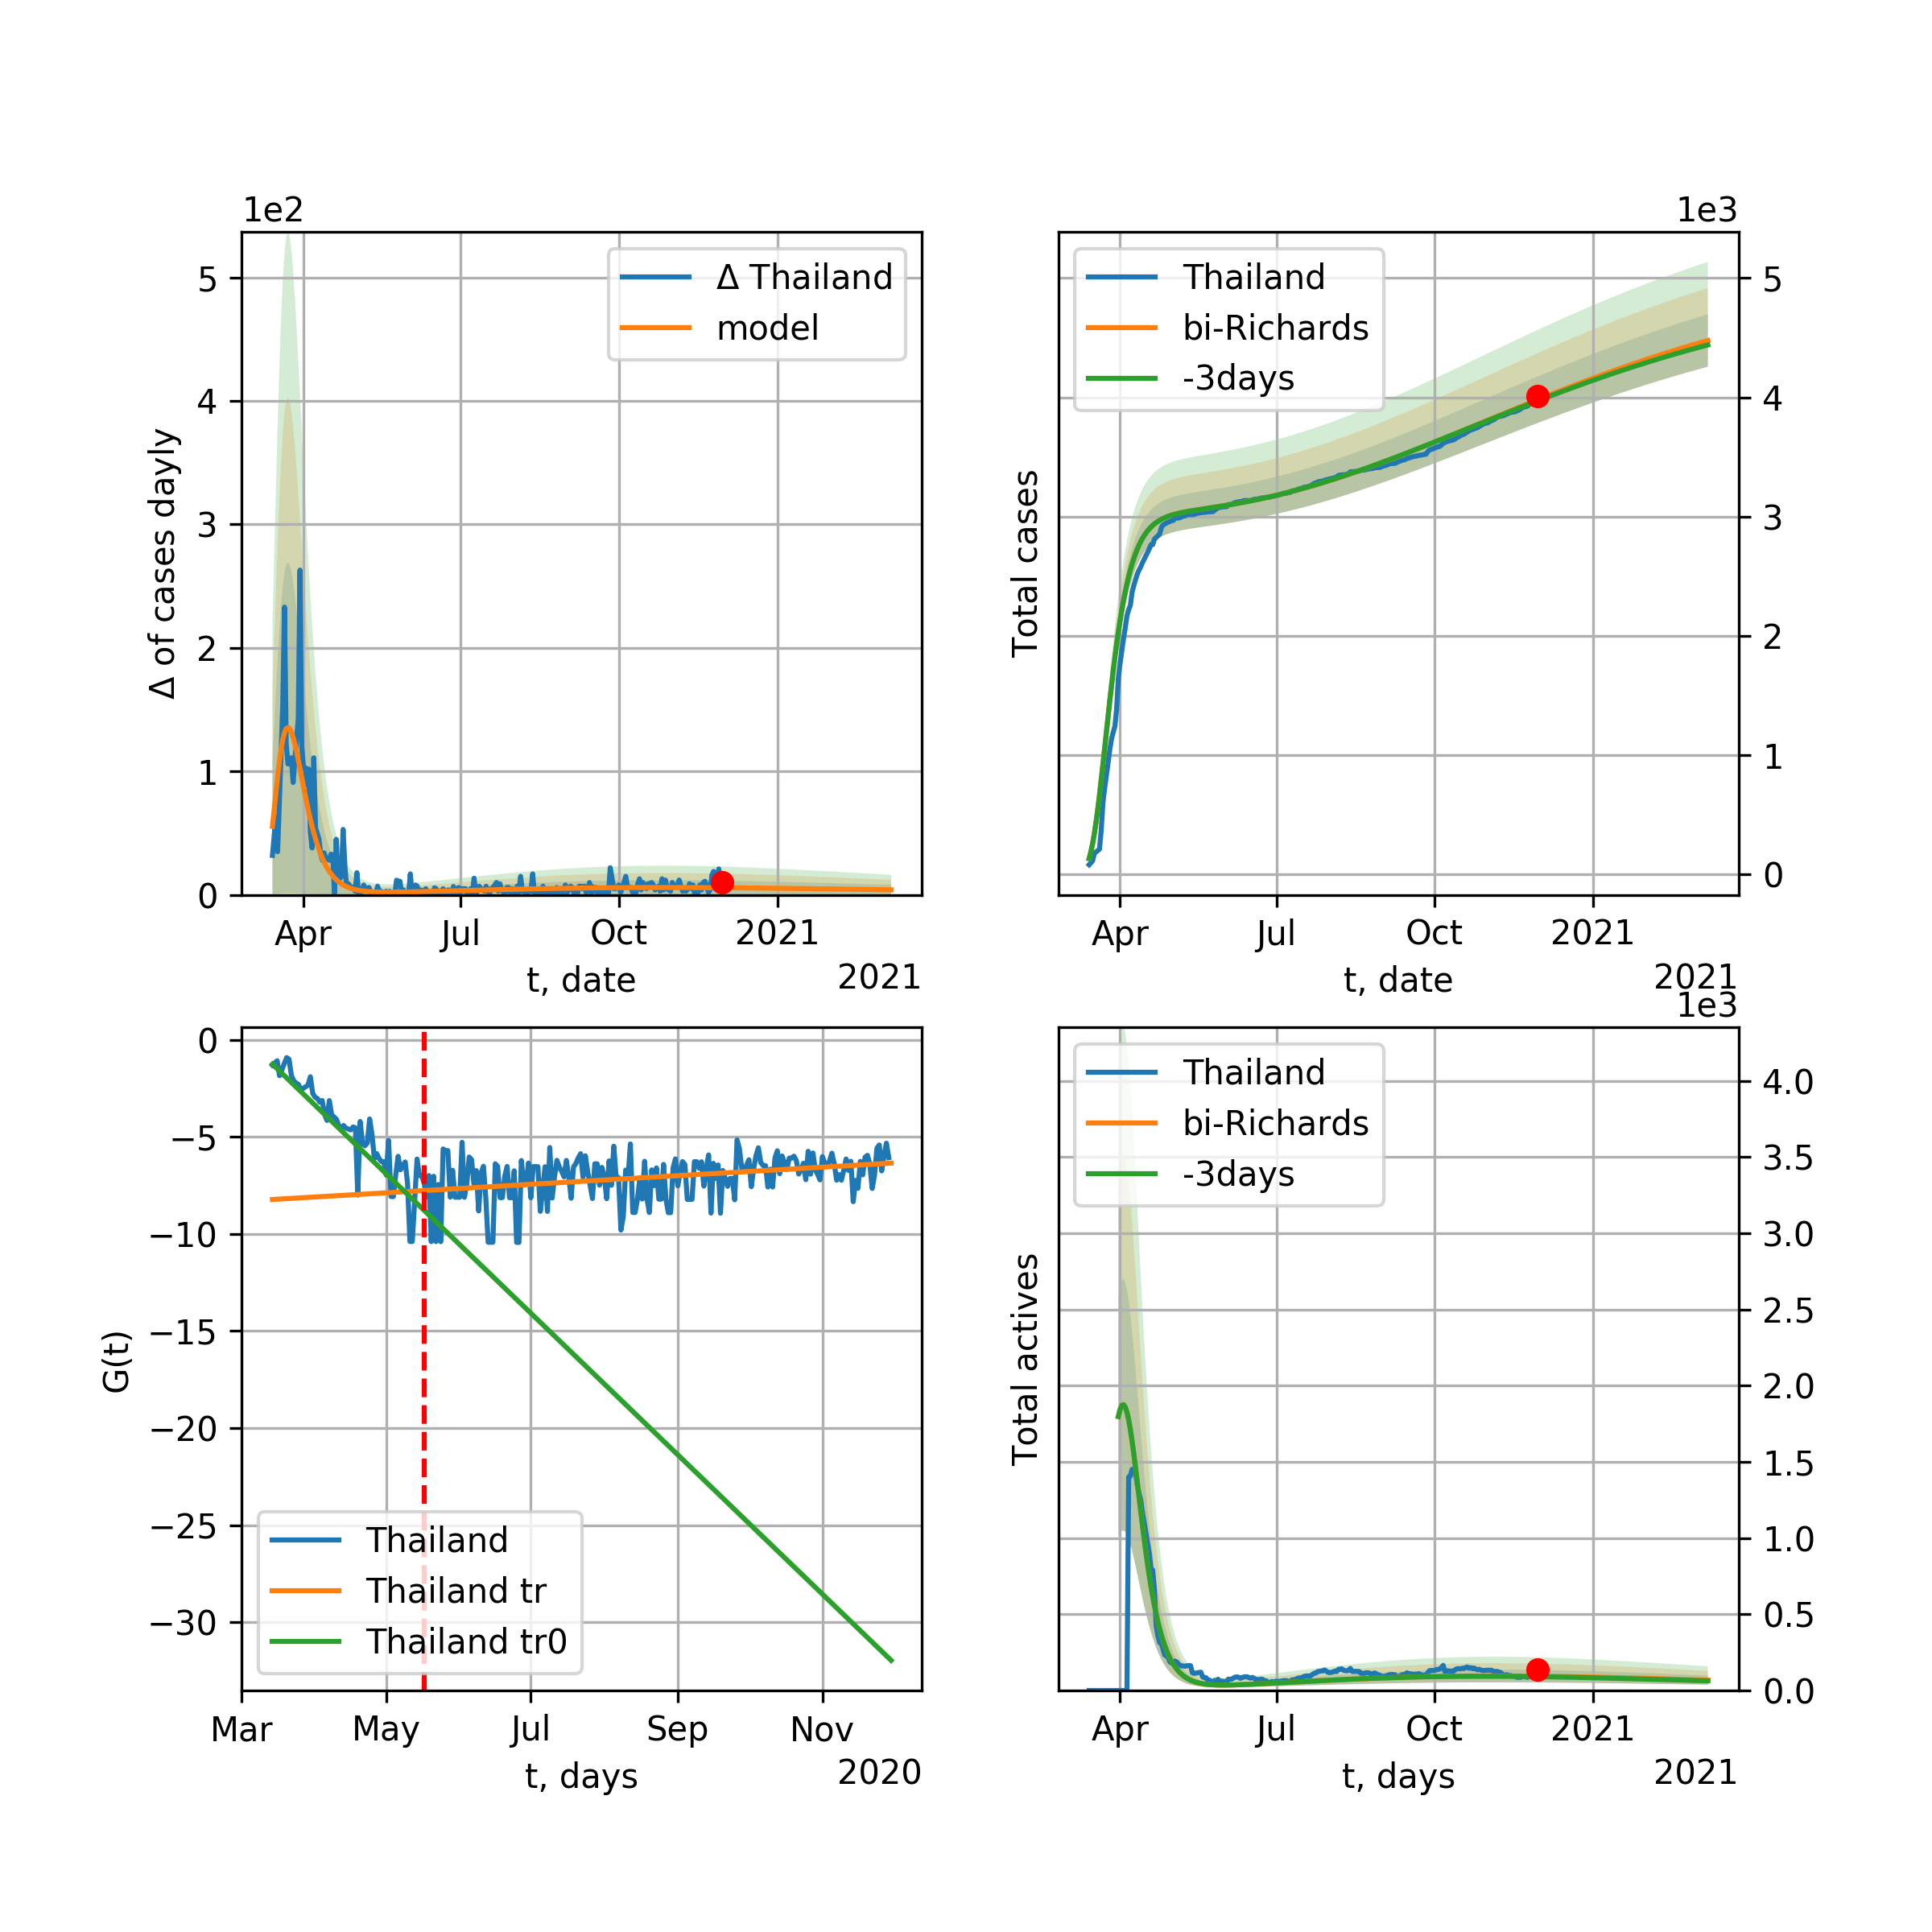 1e2
Δ of cases dayly
5
4
3
2
1
0
Δ Thailand
model
Apr
Jul
Oct
2021
t, date
2021
1e3
Total cases
Thailand
bi-Richards
-3days
5
4
3
2
1
0
Apr
Jul
Oct
2021
t, date
2021
G(t)
0
−5
−10
−15
−20
−25
−30
Thailand
Thailand tr
Thailand tr0
Mar
May
Jul
Sep
Nov
t, days
2020
1e3
Total actives
Thailand
bi-Richards
-3days
4.0
3.5
3.0
2.5
2.0
1.5
1.0
0.5
0.0
Apr
Jul
Oct
2021
t, days
2021